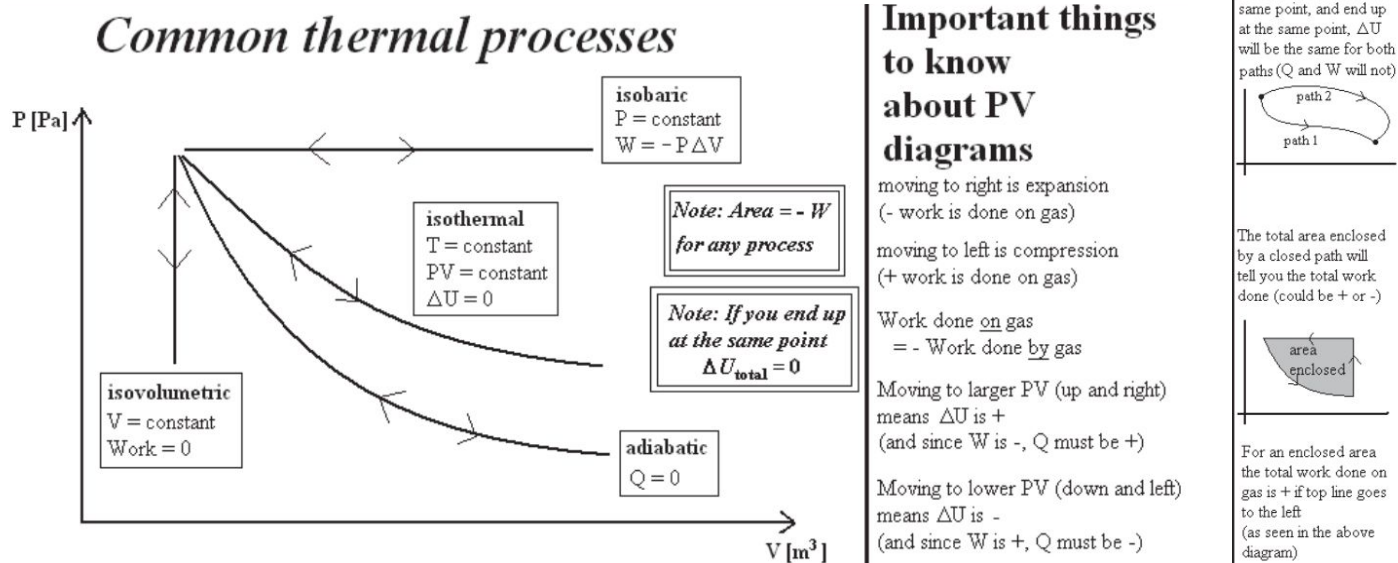 Common thermal processes
P [Pa]
isobaric
P = constant
W = - P ΔV
isothermal
T = constant
PV = constant
ΔU = 0
Note: Area = - W
for any process
Note: If you end up
at the same point
ΔUtotal = 0
isovolumetric
V = constant
Work = 0
adiabatic
Q = 0
V [m³]
Important things
to know
about PV
diagrams
moving to right is expansion
(- work is done on gas)
moving to left is compression
(+ work is done on gas)
Work done on gas
= - Work done by gas
Moving to larger PV (up and right)
means ΔU is +
(and since W is -, Q must be +)
Moving to lower PV (down and left)
means ΔU is -
(and since W is +, Q must be -)
same point, and end up
at the same point, ΔU
will be the same for both
paths (Q and W will not)
path 2
path 1
The total area enclosed
by a closed path will
tell you the total work
done (could be + or -)
area
enclosed
For an enclosed area
the total work done on
gas is + if top line goes
to the left
(as seen in the above
diagram)